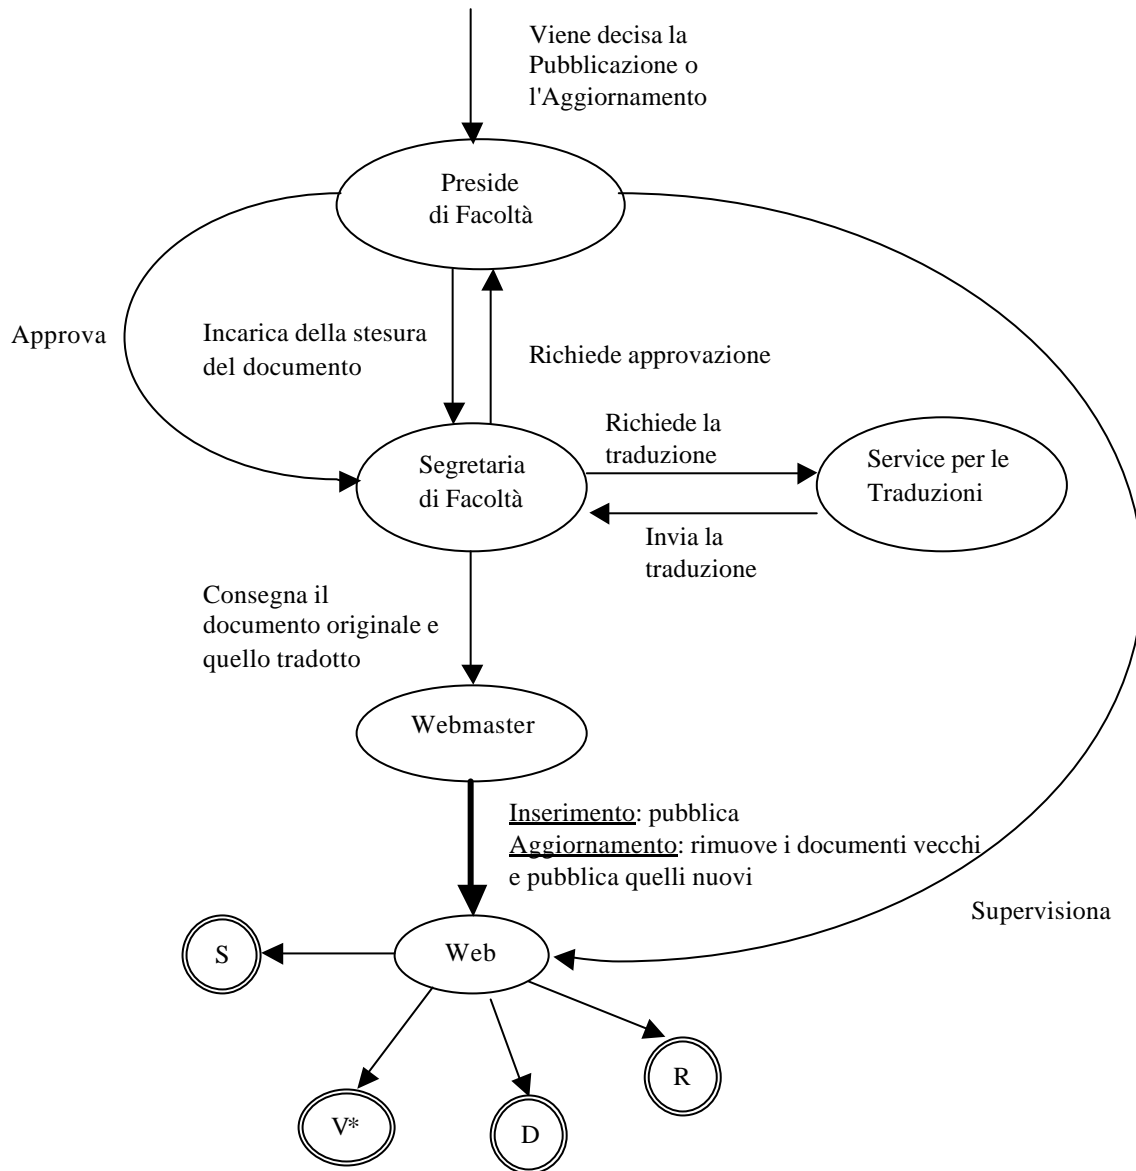 Viene decisa la
Pubblicazione o
l'Aggiornamento
Preside
di Facoltà
Approva
Incarica della stesura
del documento
Richiede approvazione
Richiede la
traduzione
Segretaria
di Facoltà
Service per le
Traduzioni
Invia la
traduzione
Consegna il
documento originale e
quello tradotto
Webmaster
Inserimento: pubblica
Aggiornamento: rimuove i documenti vecchi
e pubblica quelli nuovi
Supervisiona
S
Web
R
V*
D